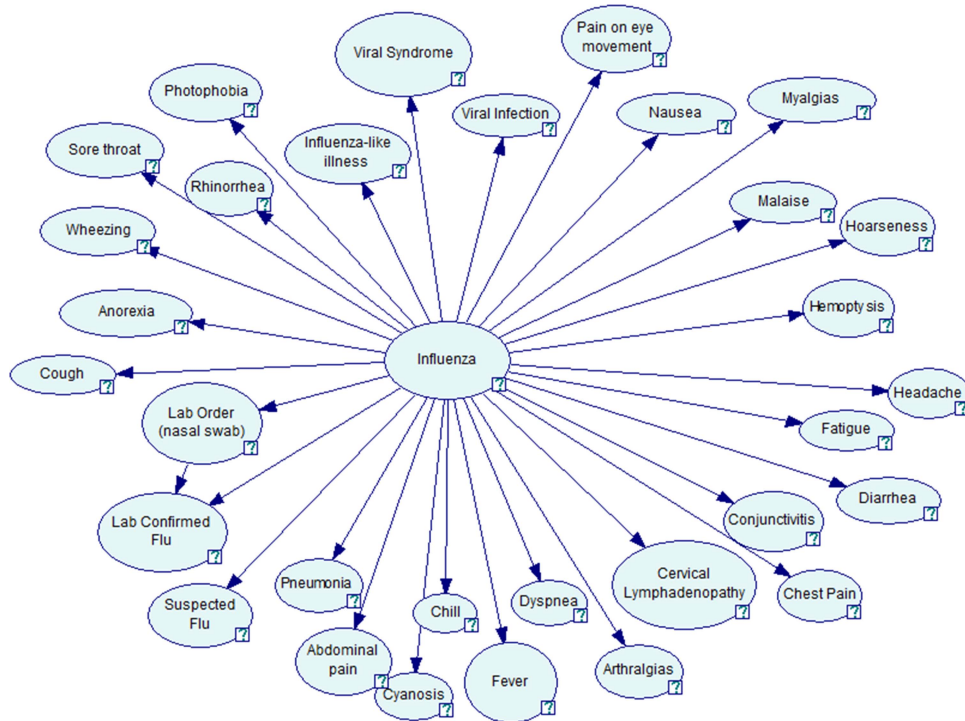 Pain on eye
movement
Viral Syndrome
?
?
Photophobia
?
Viral Infection
?
Nausea
?
Myalgias
?
Sore throat
?
Influenza-like
illness
?
Rhinorrhea
?
Malaise
?
Hoarseness
?
Wheezing
?
Anorexia
?
Hemoptysis
?
Influenza
?
Cough
?
Headache
?
Lab Order
(nasal swab)
?
Fatigue
?
Diarrhea
?
Lab Confirmed
Flu
?
Conjunctivitis
?
Pneumonia
?
Cervical
Lymphadenopathy
?
Chest Pain
?
Suspected
Flu
?
Chill
?
Dyspnea
?
Abdominal
pain
?
Cyanosis
?
Fever
?
Arthralgias
?